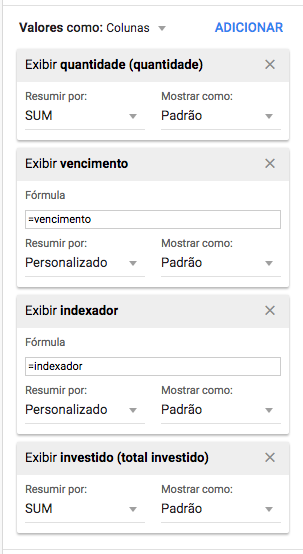 Valores como: Colunas ADICIONAR
Exibir quantidade (quantidade)
Resumir por: Mostrar como:
SUM Padrão
Exibir vencimento
Fórmula
=vencimento
Resumir por: Mostrar como:
Personalizado Padrão
Exibir indexador
Fórmula
=indexador
Resumir por: Mostrar como:
Personalizado Padrão
Exibir investido (total investido)
Resumir por: Mostrar como:
SUM Padrão